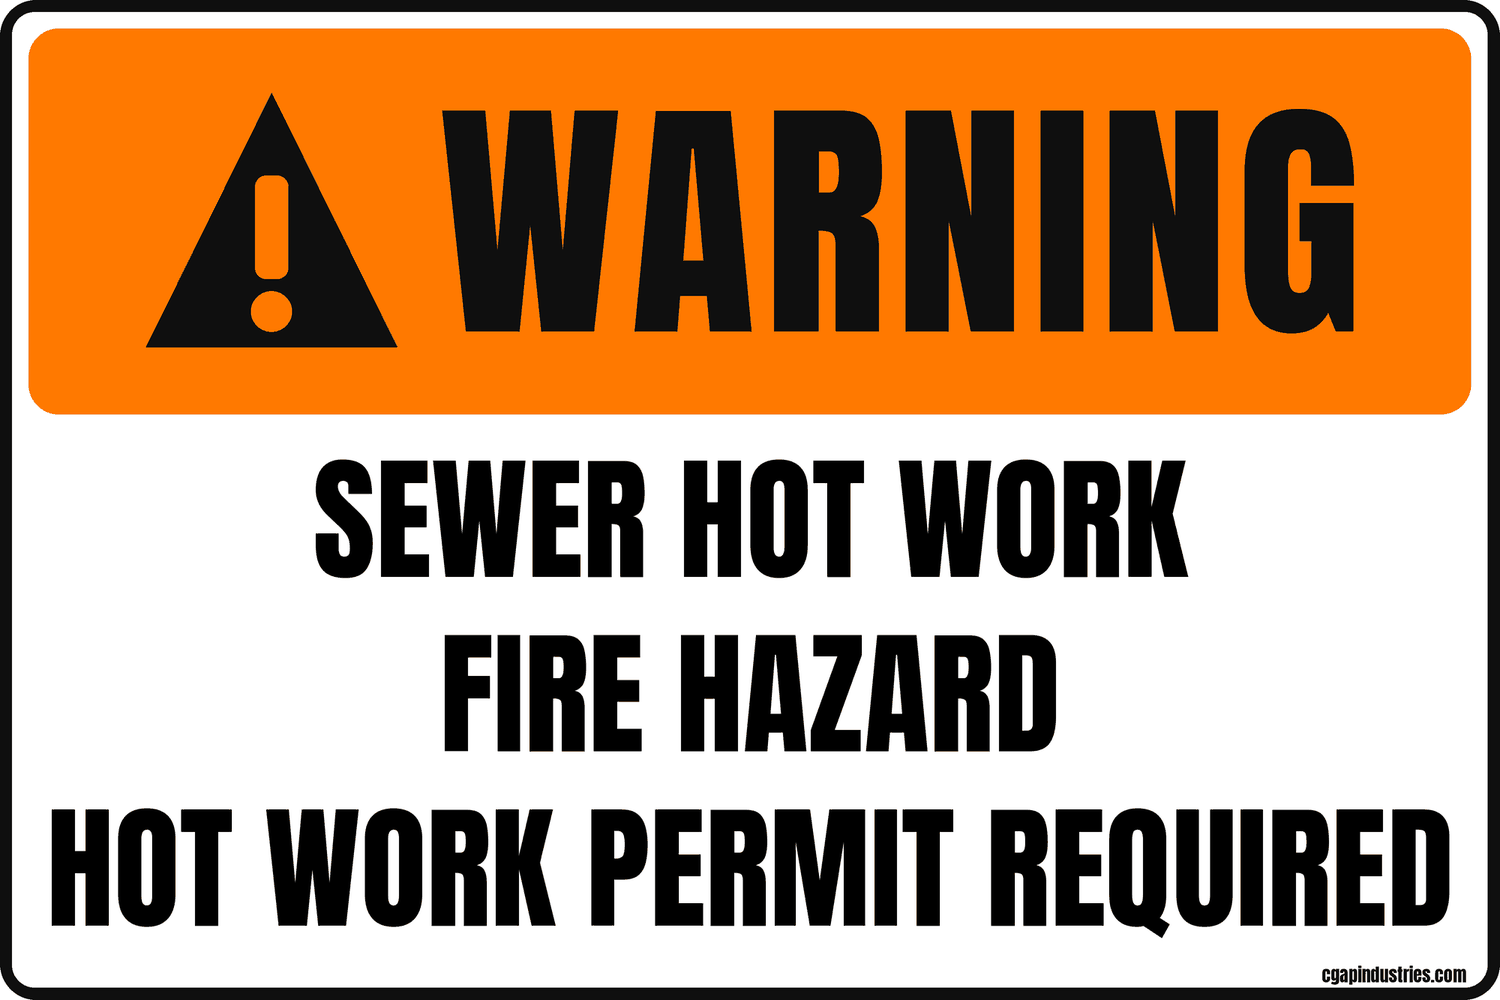 WARNING
SEWER HOT WORK
FIRE HAZARD
HOT WORK PERMIT REQUIRED
cgapindustries.com